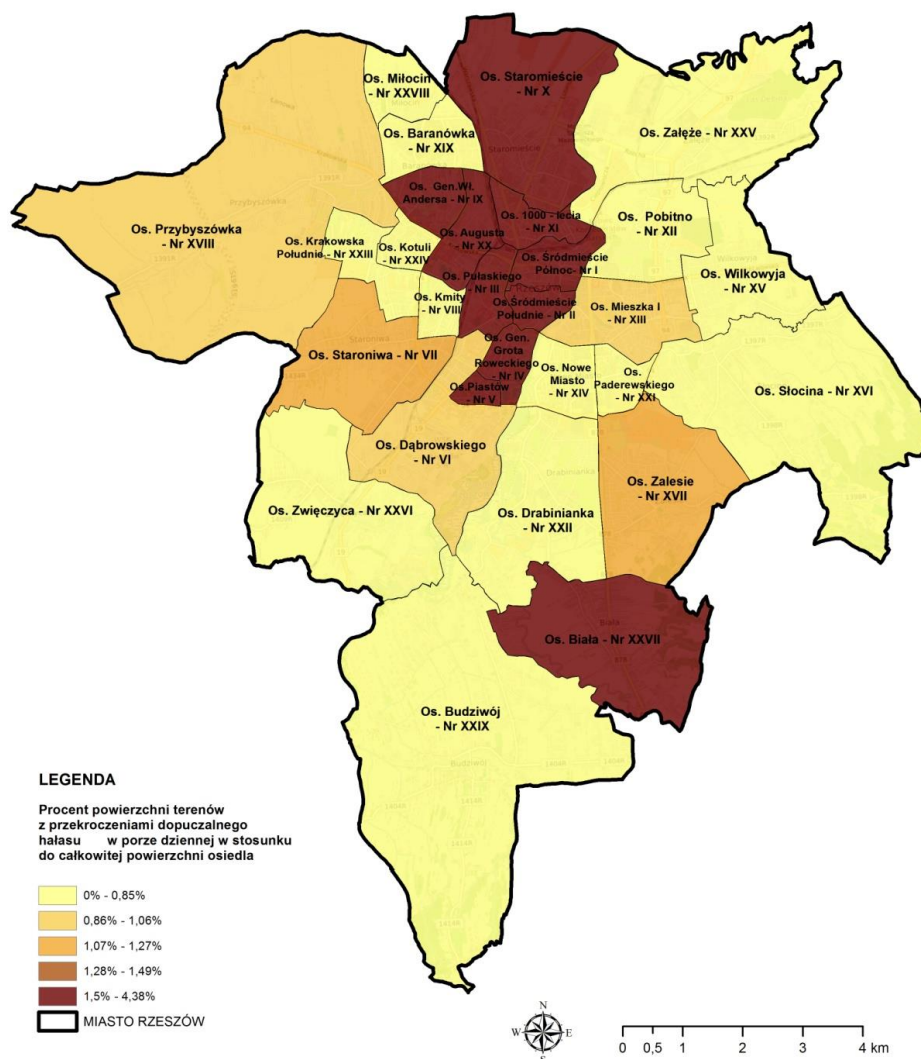 Os. Miłocin
- Nr XXVIII
Os. Staromieście
- Nr X
Os. Baranówka
- Nr XIX
Os. Załęże - Nr XXV
Os. Gen.Wł.
Andersa - Nr IX
Os. 1000 - lecia
- Nr XI
Os. Pobitno
- Nr XII
Os. Przybyszówka
- Nr XVIII
Os. Krakowska
Południe - Nr XXIII
Os. Kotuli
- Nr XXIV
Os. Augusta
- Nr XX
Os. Śródmieście
Północ- Nr I
Os. Wilkowyja
- Nr XV
Os. Pułaskiego
- Nr III
Os. Kmity
- Nr VIII
Os.Śródmieście
Południe - Nr II
Os. Mieszka I
- Nr XIII
Os. Staroniwa - Nr VII
Os. Gen.
Grota
Roweckiego
- Nr IV
Os. Nowe
Miasto
- Nr XIV
Os.
Paderewskiego
- Nr XXI
Os. Słocina - Nr XVI
Os.Piastów
- Nr V
Os. Dąbrowskiego
- Nr VI
Os. Zalesie
- Nr XVII
Os. Zwięczyca - Nr XXVI
Os. Drabinianka
- Nr XXII
Os. Biała - Nr XXVII
Os. Budziwój
- Nr XXIX
LEGENDA
Procent powierzchni terenów
z przekroczeniami dopuczalnego
hałasu w porze dziennej w stosunku
do całkowitej powierzchni osiedla
0% - 0,85%
0,86% - 1,06%
1,07% - 1,27%
1,28% - 1,49%
1,5% - 4,38%
MIASTO RZESZÓW
N
W E
S
0 0,5 1 2 3 4 km